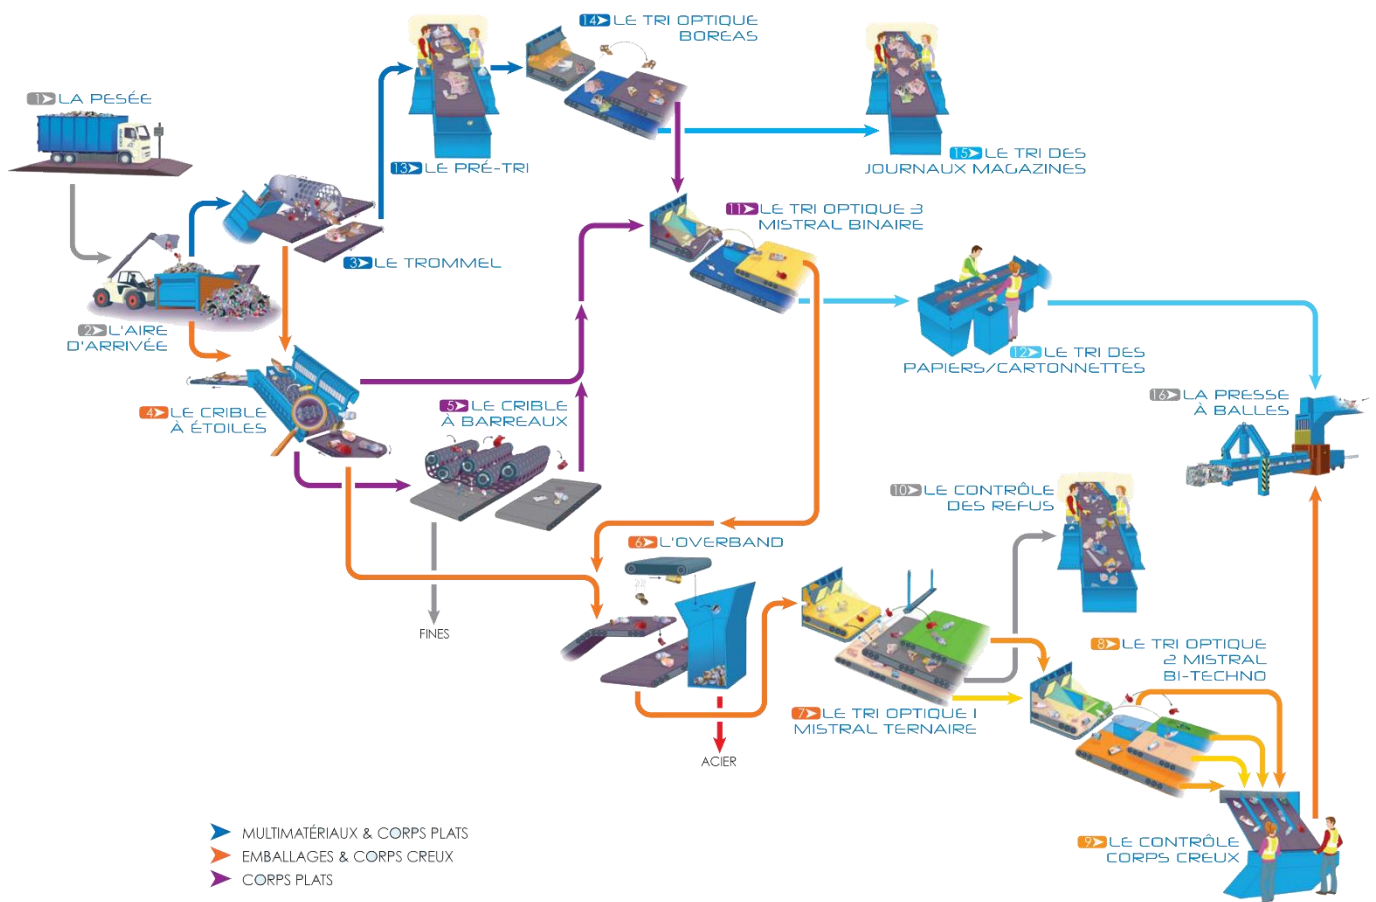 1 LA PESÉE
2 L'AIRE
D'ARRIVÉE
3 LE TROMMEL
4 LE CRIBLE
À ÉTOILES
5 LE CRIBLE
À BARREAUX
FINES
6 L'OVERBAND
ACIER
7 LE TRI OPTIQUE 1
MISTRAL TERNAIRE
8 LE TRI OPTIQUE
2 MISTRAL
BI-TECHNO
9 LE CONTRÔLE
CORPS CREUX
10 LE CONTRÔLE
DES REFUS
11 LE TRI OPTIQUE 3
MISTRAL BINAIRE
12 LE TRI DES
PAPIERS/CARTONNETTES
13 LE PRÉ-TRI
14 LE TRI OPTIQUE
BOREAS
15 LE TRI DES
JOURNAUX MAGAZINES
16 LA PRESSE
À BALLES
MULTIMATÉRIAUX & CORPS PLATS
EMBALLAGES & CORPS CREUX
CORPS PLATS